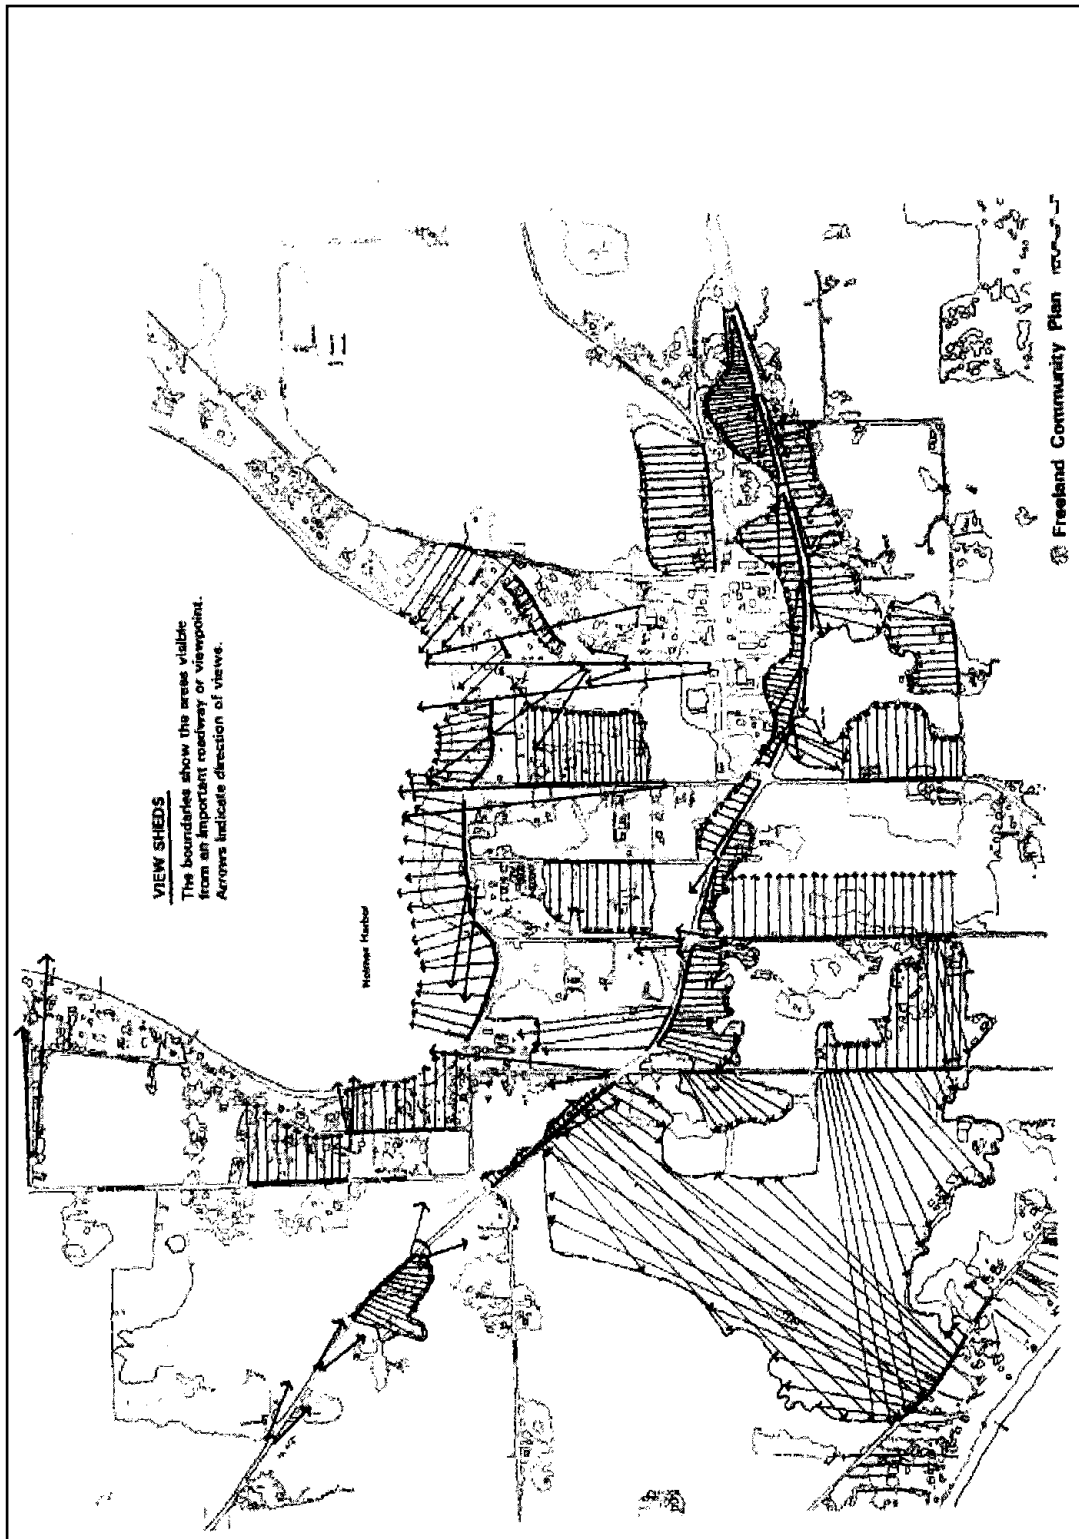 VIEW SHEDS
The boundaries show the areas visible
from an important roadway or viewpoint.
Arrows indicate direction of views.
Holmes Harbor
Freeland Community Plan